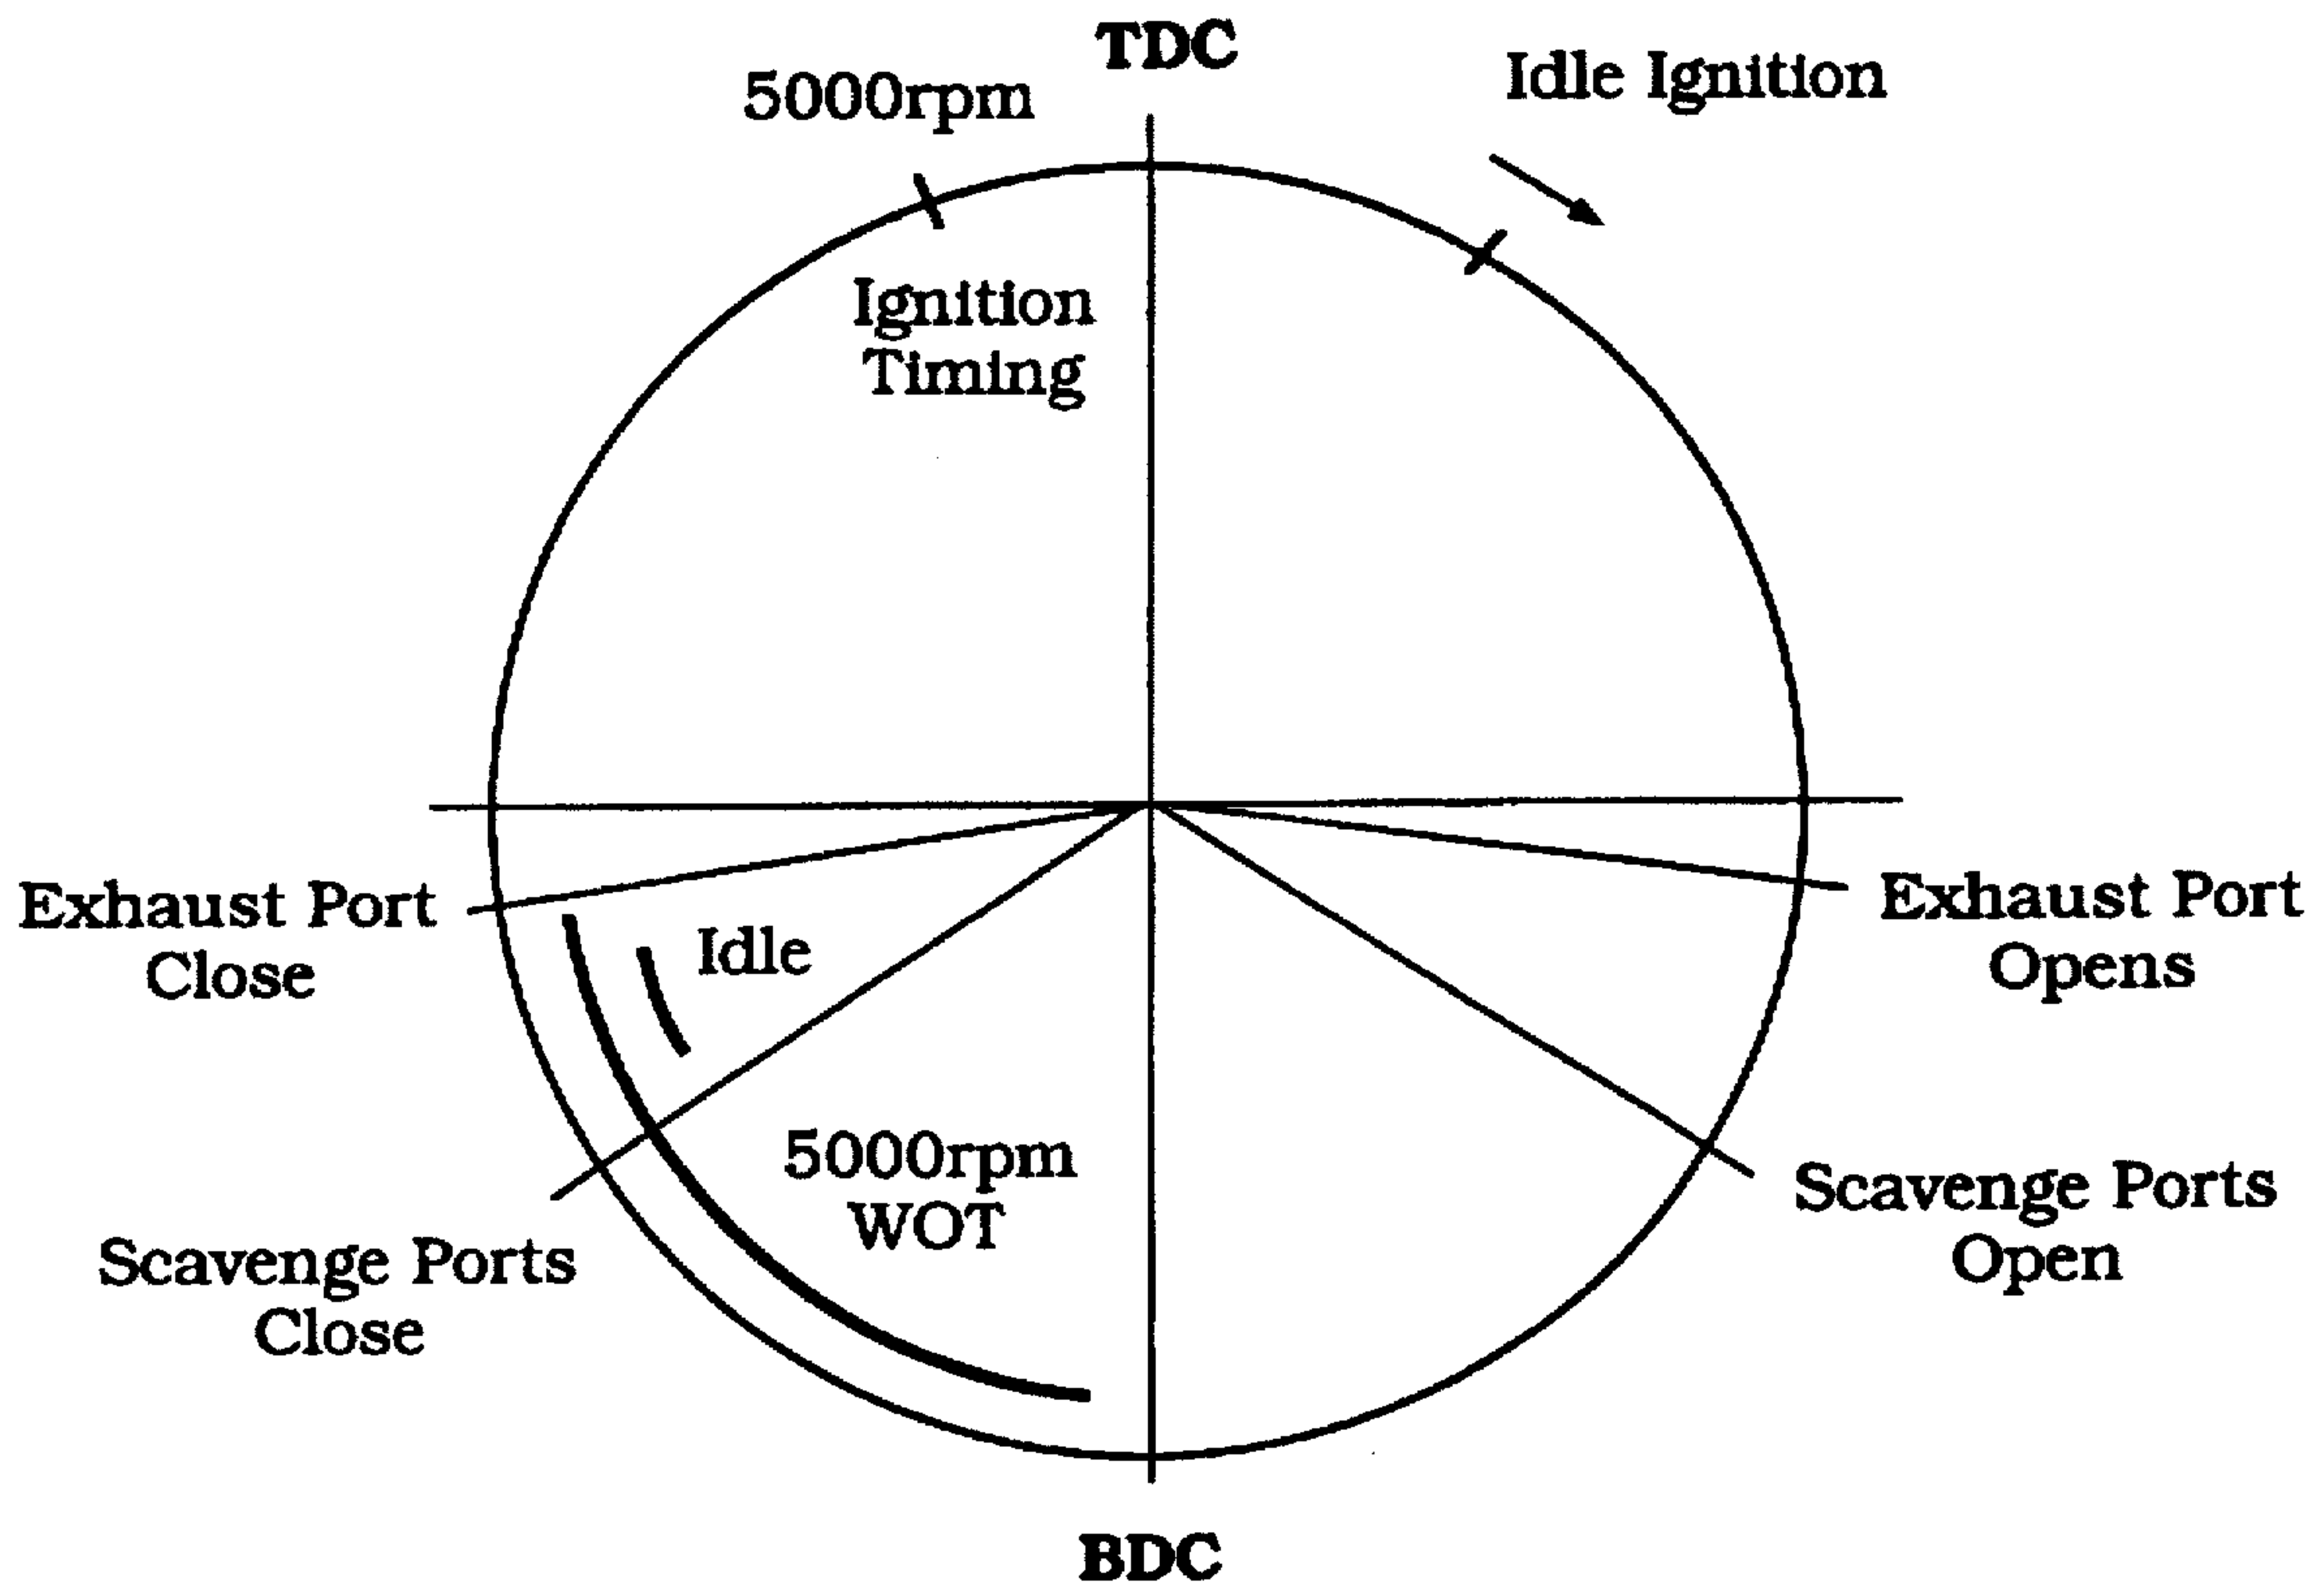 TDC
5000rpm
Idle Ignition
Ignition
Timing
Exhaust Port
Close
Idle
Exhaust Port
Opens
5000rpm
WOT
Scavenge Ports
Open
Scavenge Ports
Close
BDC